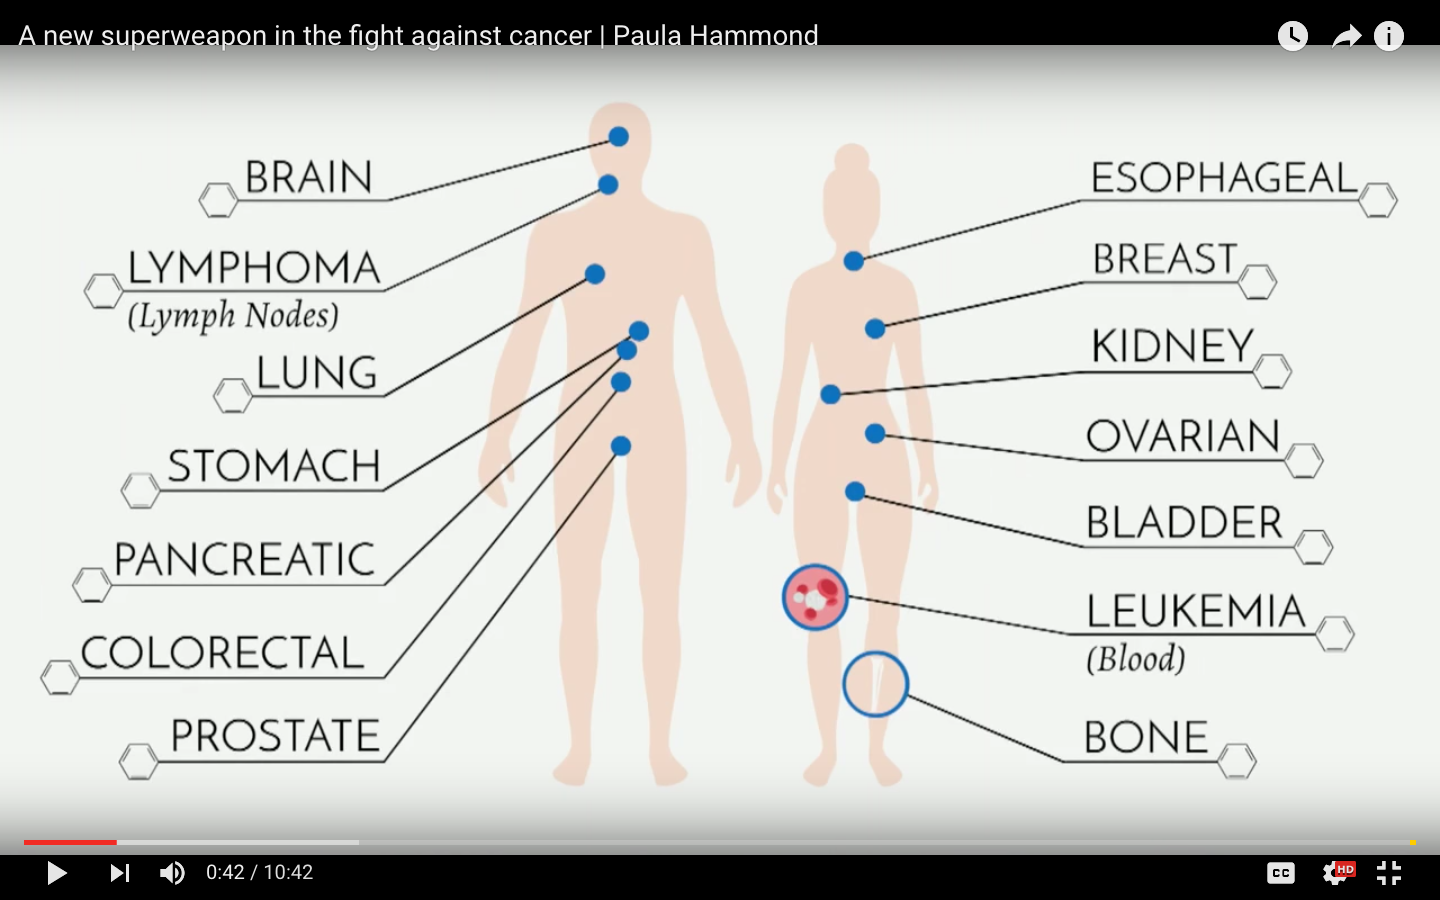 A new superweapon in the fight against cancer | Paula Hammond
BRAIN
LYMPHOMA
(Lymph Nodes)
LUNG
STOMACH
PANCREATIC
COLORECTAL
PROSTATE
ESOPHAGEAL
BREAST
KIDNEY
OVARIAN
BLADDER
LEUKEMIA
(Blood)
BONE
0:42 / 10:42
CC
HD